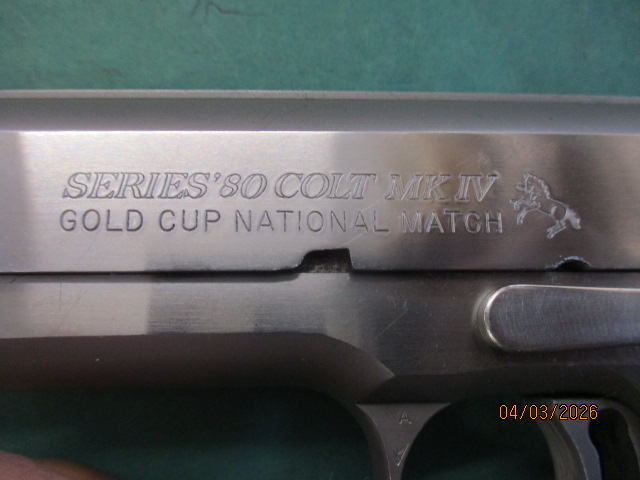 SERIES'80 COLT MK IV
GOLD CUP NATIONAL MATCH
A
04/03/2026